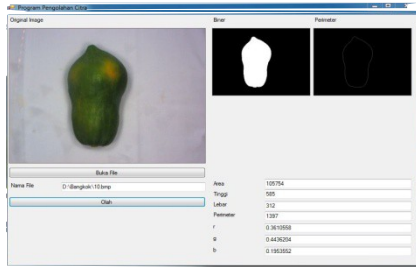 Program Pengolahan Citra
Original Image
Biner
Perimeter
Buka File
Nama File
D:\Bangkok\10.bmp
Olah
Area
105754
Tinggi
585
Lebar
312
Perimeter
1397
r
0.3610558
g
0.4436204
b
0.1953552